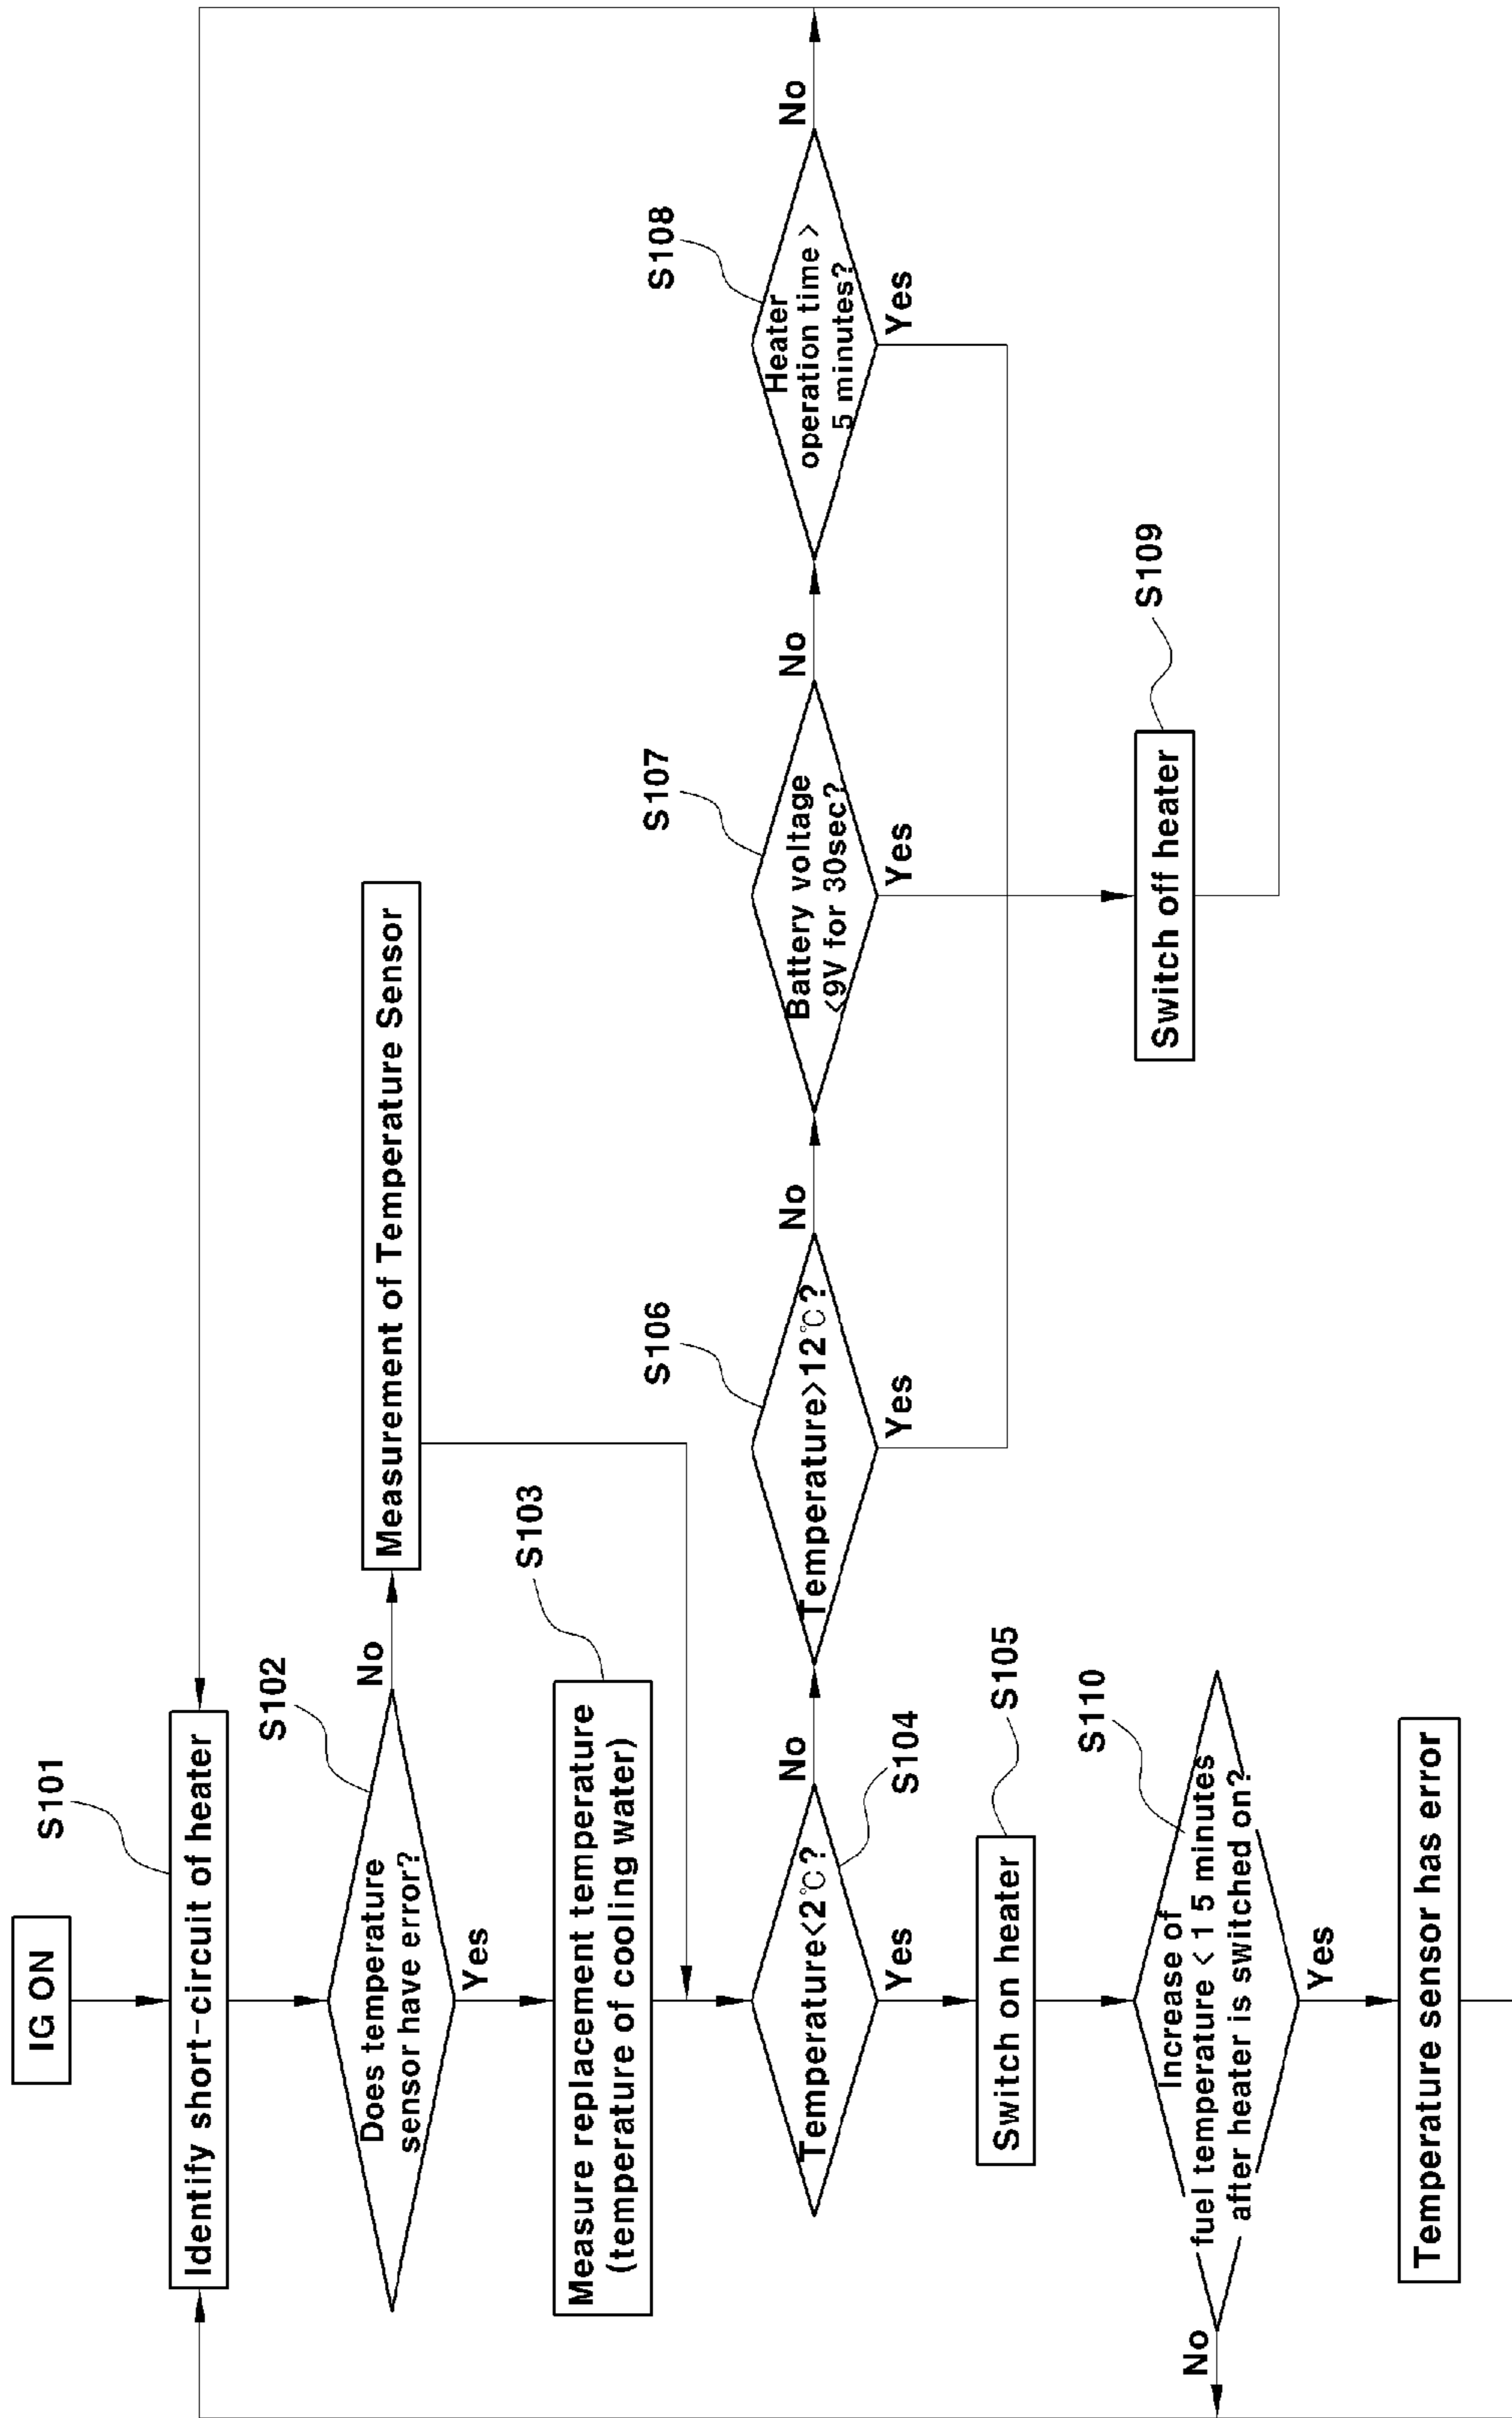 IG ON
S101
Identify short-circuit of heater
S102
Does temperature
sensor have error?
No
Yes
Measurement of Temperature Sensor
S103
Measure replacement temperature
(temperature of cooling water)
Temperature<2℃?
No
Yes
S104
S106
Temperature>12℃?
No
Yes
S107
Battery voltage
<9V for 30sec?
No
Yes
S108
Heater
operation time >
5 minutes?
No
Yes
S105
Switch on heater
S109
Switch off heater
S110
Increase of
fuel temperature < 1 5 minutes
after heater is switched on?
No
Yes
Temperature sensor has error